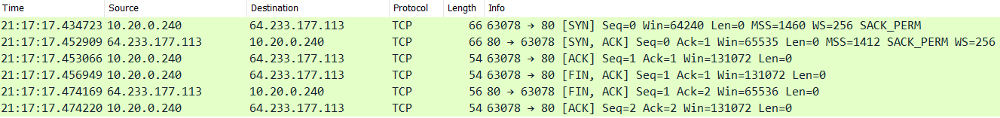 Time Source Destination Protocol Length Info
21:17:17.434723 10.20.0.240 64.233.177.113 TCP 66 63078 → 80 [SYN] Seq=0 Win=64240 Len=0 MSS=1460 WS=256 SACK_PERM
21:17:17.452909 64.233.177.113 10.20.0.240 TCP 66 80 → 63078 [SYN, ACK] Seq=0 Ack=1 Win=65535 Len=0 MSS=1412 SACK_PERM WS=256
21:17:17.453066 10.20.0.240 64.233.177.113 TCP 54 63078 → 80 [ACK] Seq=1 Ack=1 Win=131072 Len=0
21:17:17.456949 10.20.0.240 64.233.177.113 TCP 54 63078 → 80 [FIN, ACK] Seq=1 Ack=1 Win=131072 Len=0
21:17:17.474169 64.233.177.113 10.20.0.240 TCP 56 80 → 63078 [FIN, ACK] Seq=1 Ack=2 Win=65536 Len=0
21:17:17.474220 10.20.0.240 64.233.177.113 TCP 54 63078 → 80 [ACK] Seq=2 Ack=2 Win=131072 Len=0